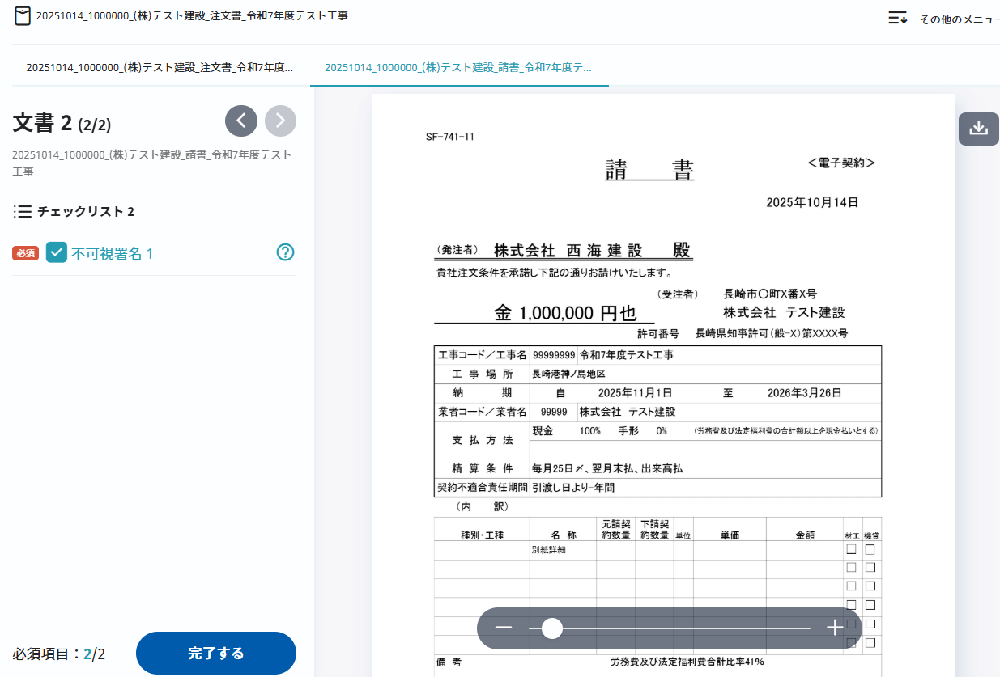 20251014_1000000_(株)テスト建設_注文書_令和7年度テスト工事
その他のメニュー
20251014_1000000_(株)テスト建設_注文書_令和7年度...
20251014_1000000_(株)テスト建設_請書_令和7年度テ...
文書 2 (2/2)
20251014_1000000_(株)テスト建設_請書_令和7年度テスト
工事
チェックリスト 2
必須 不可視署名 1
必須項目：2/2
完了する
SF-741-11
請 書
＜電子契約＞
2025年10月14日
（発注者） 株式会社 西海建設 殿
貴社注文条件を承諾し下記の通りお請けいたします。
（受注者） 長崎市〇町X番X号
金 1,000,000 円也 株式会社 テスト建設
許可番号 長崎県知事許可（般-X）第XXXX号
工事コード／工事名 99999999 令和7年度テスト工事
工事場所 長崎港神ノ島地区
納期 自 2025年11月1日 至 2026年3月26日
業者コード／業者名 99999 株式会社 テスト建設
支払方法 現金 100% 手形 0% （労務費及び法定福利費の合計額以上を現金払いとする）
精算条件 毎月25日〆、翌月末払、出来高払
契約不適合責任期間 引渡し日より一年間
（内 訳）
種別・工種 名称 元請契約数量 下請契約数量 単位 単価 金額 材工 機貸
別紙詳細
備考 労務費及び法定福利費合計比率41%